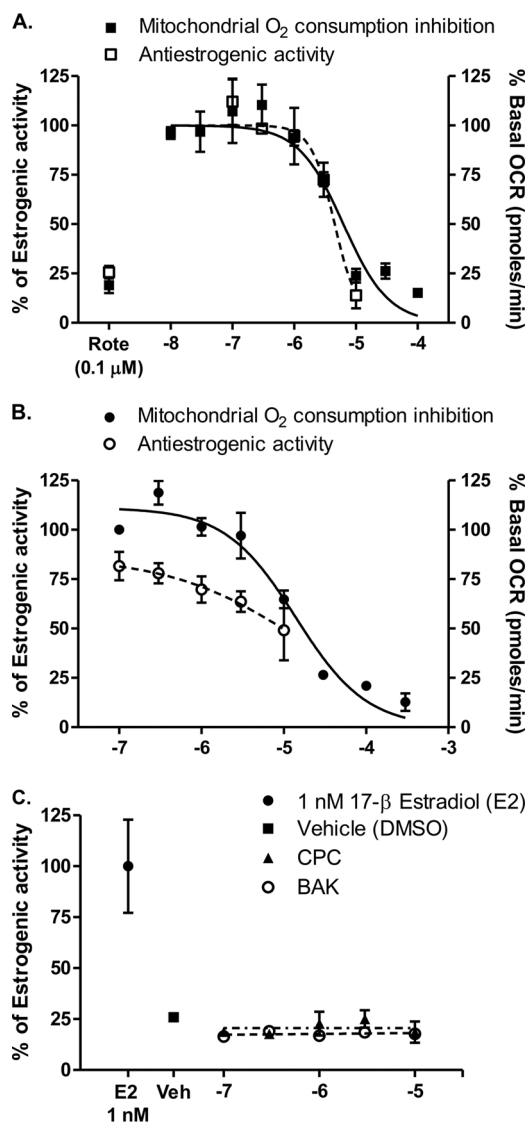 A.
Mitochondrial O2 consumption inhibition
Antiestrogenic activity
% of Estrogenic activity
125
100
75
50
25
0
125
100
75
50
25
0
% Basal OCR (pmoles/min)
Rote
(0.1 µM)
-8 -7 -6 -5 -4
B.
Mitochondrial O2 consumption inhibition
Antiestrogenic activity
% of Estrogenic activity
125
100
75
50
25
0
125
100
75
50
25
0
% Basal OCR (pmoles/min)
-7 -6 -5 -4 -3
C.
1 nM 17-β Estradiol (E2)
Vehicle (DMSO)
CPC
BAK
% of Estrogenic activity
125
100
75
50
25
0
E2
1 nM
Veh
-7 -6 -5